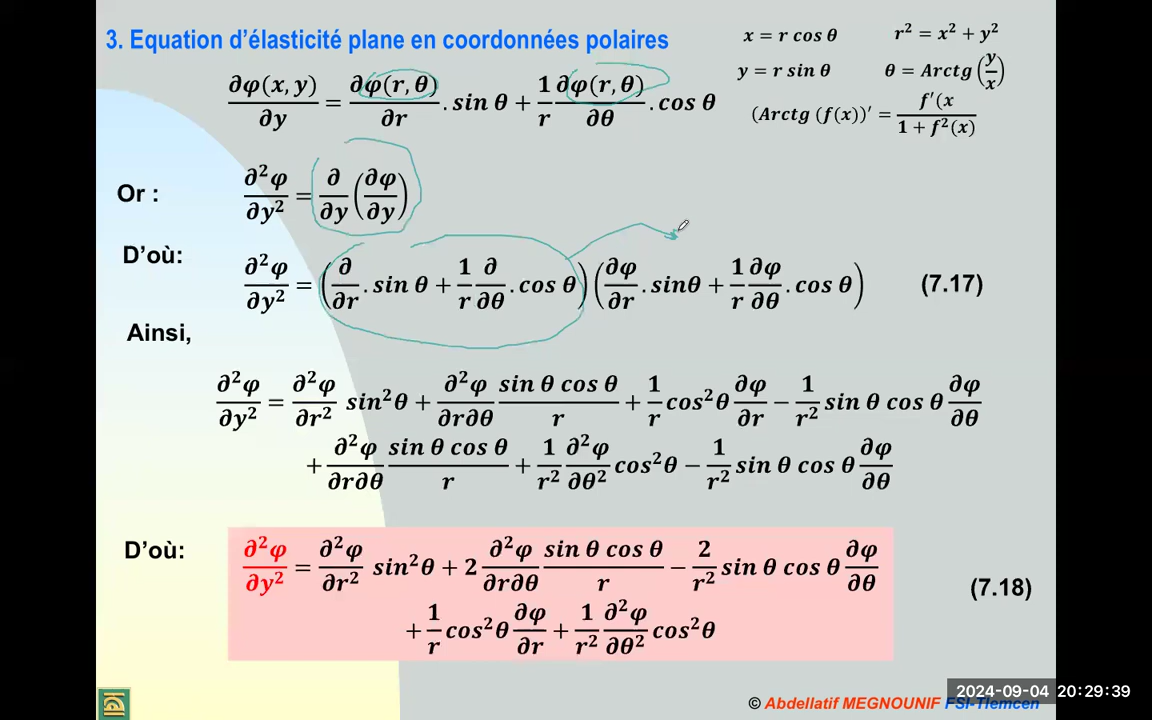 3. Equation d’élasticité plane en coordonnées polaires
x = r cos θ
r² = x² + y²
y = r sin θ
θ = Arctg (y/x)
(Arctg (f(x))′ = f′(x / 1 + f²(x)
∂φ(x, y)/∂y = ∂φ(r, θ)/∂r . sin θ + 1/r ∂φ(r, θ)/∂θ . cos θ
Or : ∂²φ/∂y² = ∂/∂y (∂φ/∂y)
D’où: ∂²φ/∂y² = (∂/∂r . sin θ + 1/r ∂/∂θ . cos θ)(∂φ/∂r . sinθ + 1/r ∂φ/∂θ . cos θ) (7.17)
Ainsi,
∂²φ/∂y² = ∂²φ/∂r² sin²θ + ∂²φ/∂r∂θ sin θ cos θ/r + 1/r cos²θ ∂φ/∂r − 1/r² sin θ cos θ ∂φ/∂θ
+ ∂²φ/∂r∂θ sin θ cos θ/r + 1/r² ∂²φ/∂θ² cos²θ − 1/r² sin θ cos θ ∂φ/∂θ
D’où: ∂²φ/∂y² = ∂²φ/∂r² sin²θ + 2 ∂²φ/∂r∂θ sin θ cos θ/r − 2/r² sin θ cos θ ∂φ/∂θ
+ 1/r cos²θ ∂φ/∂r + 1/r² ∂²φ/∂θ² cos²θ
(7.18)
2024-09-04 20:29:39
© Abdellatif MEGNOUNIF FSI-Tlemcen